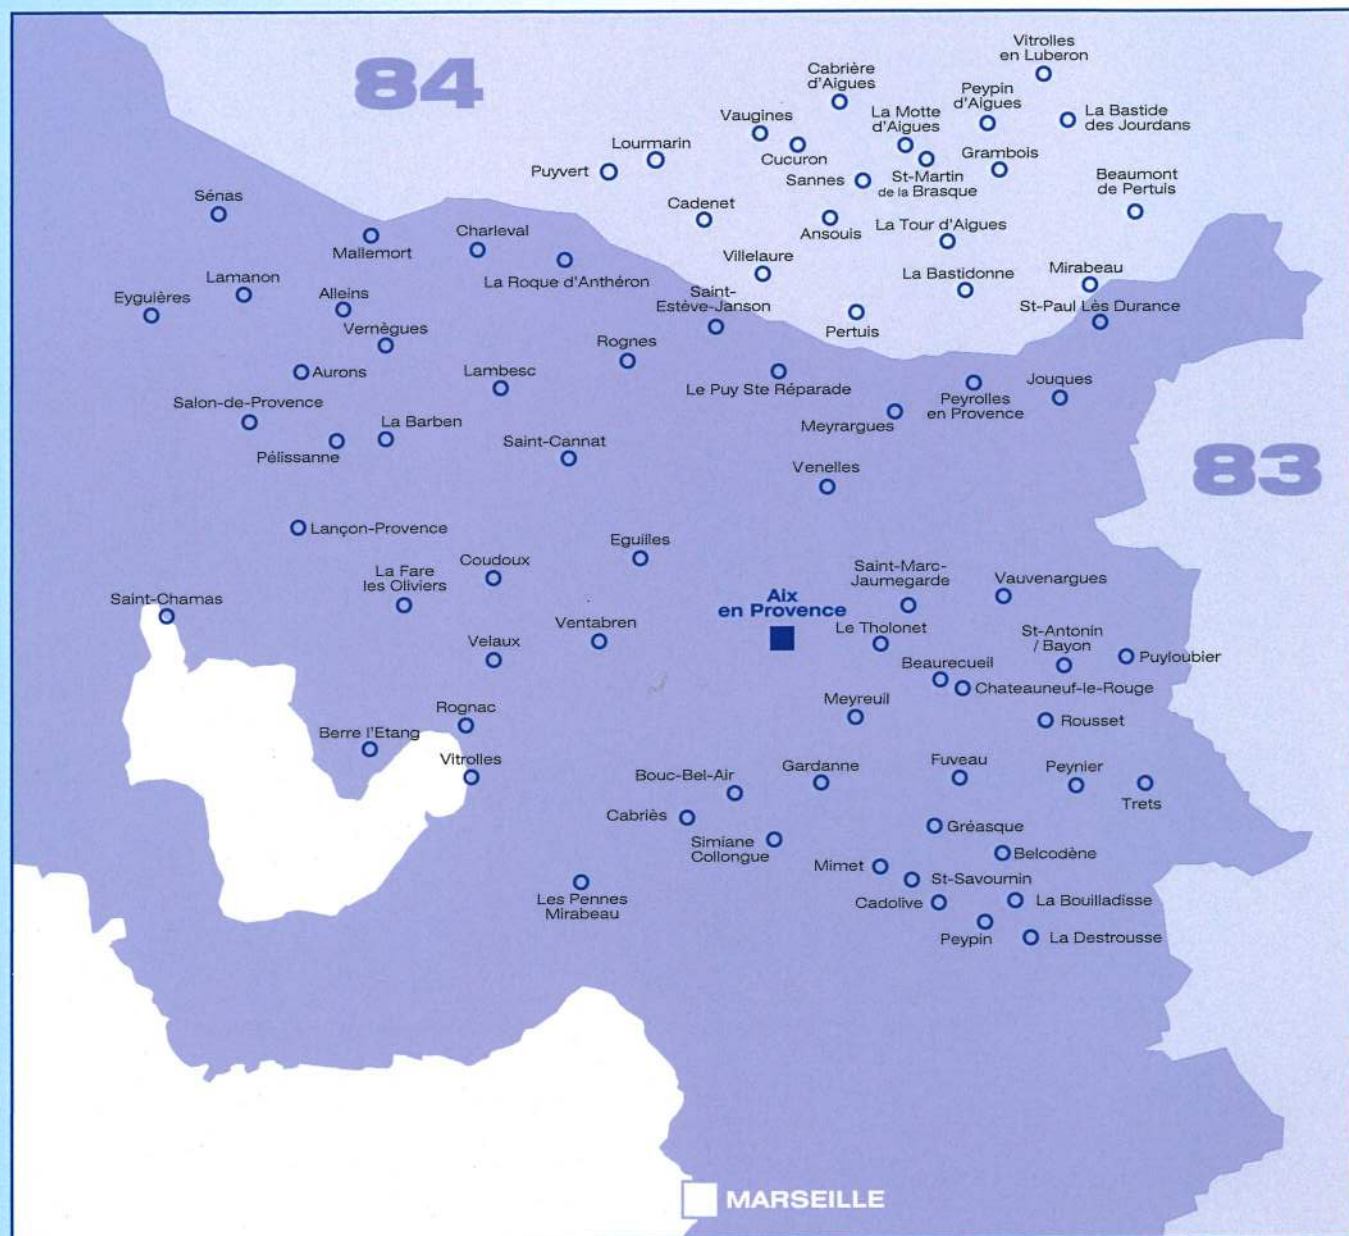 84
Vitrolles
en Luberon
Cabrière
d'Aigues
Peypin
d'Aigues
La Motte
d'Aigues
La Bastide
des Jourdans
Vaugines
Lourmarin
Cucuron
Grambois
Puyvert
Sannes
St-Martin
de la Brasque
Beaumont
de Pertuis
Sénas
Cadenet
Ansouis
La Tour d'Aigues
Mallemort
Charleval
La Roque d'Anthéron
Villelaure
La Bastidonne
Mirabeau
Lamanon
Eyguières
Alleins
Saint-
Estève-Janson
St-Paul Lès Durance
Vernègues
Pertuis
Rognes
Aurons
Lambesc
Le Puy Ste Réparade
Peyrolles
en Provence
Jouques
Salon-de-Provence
La Barben
Meyrargues
Pélissanne
Saint-Cannat
Venelles
83
Lançon-Provence
Eguilles
Coudoux
La Fare
les Oliviers
Saint-Marc-
Jaumegarde
Vauvenargues
Saint-Chamas
Aix
en Provence
Ventabren
Velaux
Le Tholonet
St-Antonin
/ Bayon
Puyloubier
Beaurecueil
Chateauneuf-le-Rouge
Rognac
Meyreuil
Rousset
Berre l'Etang
Vitrolles
Bouc-Bel-Air
Gardanne
Fuveau
Peynier
Trets
Cabriès
Simiane
Collongue
Gréasque
Belcodène
Mimet
St-Savournin
Les Pennes
Mirabeau
Cadolive
La Bouilladisse
Peypin
La Destrousse
MARSEILLE